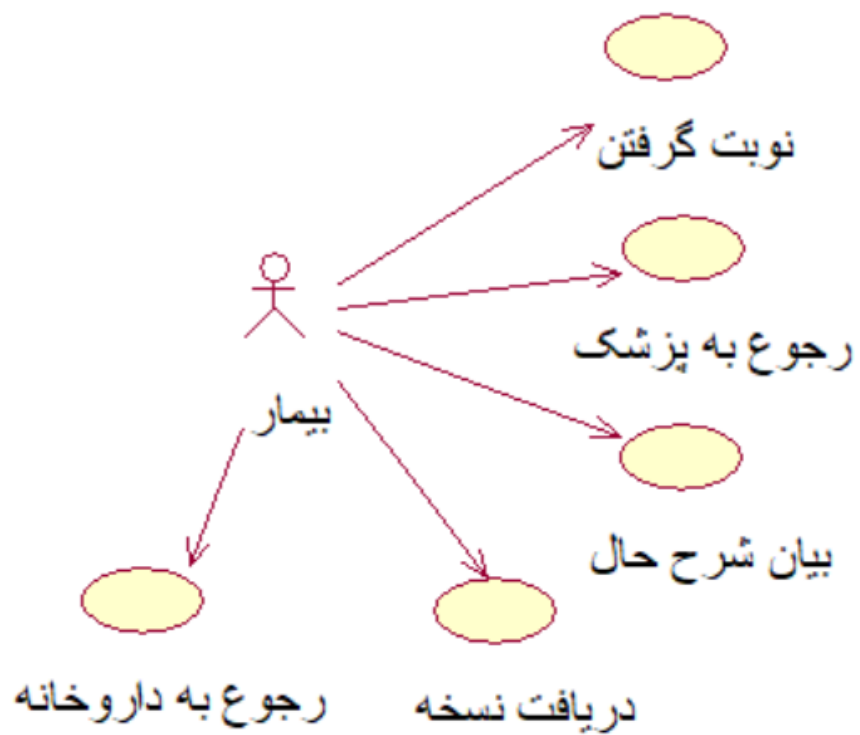 نوبت گرفتن
رجوع به پزشک
بیمار
بیان شرح حال
دریافت نسخه
رجوع به داروخانه